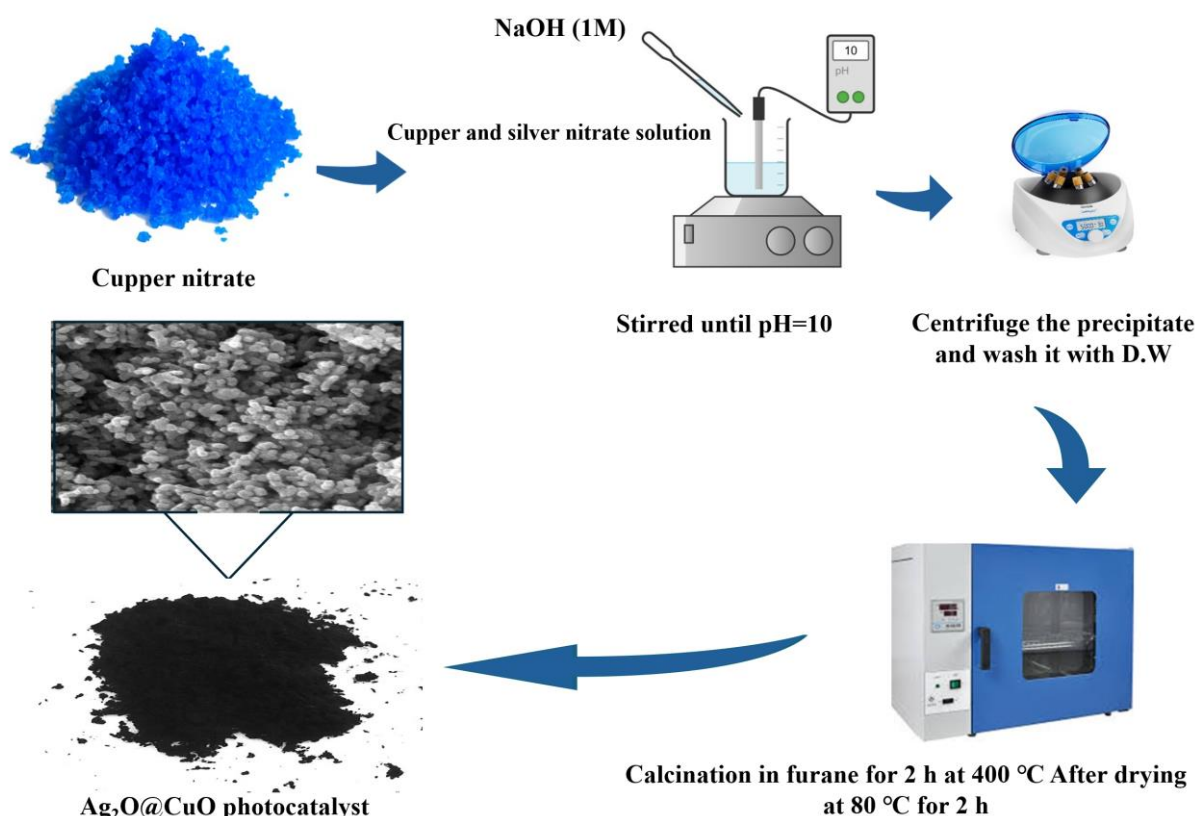 NaOH (1M)
10
pH
Cupper and silver nitrate solution
Cupper nitrate
Stirred until pH=10
Centrifuge the precipitate
and wash it with D.W
Calcination in furane for 2 h at 400 °C After drying
at 80 °C for 2 h
Ag₂O@CuO photocatalyst